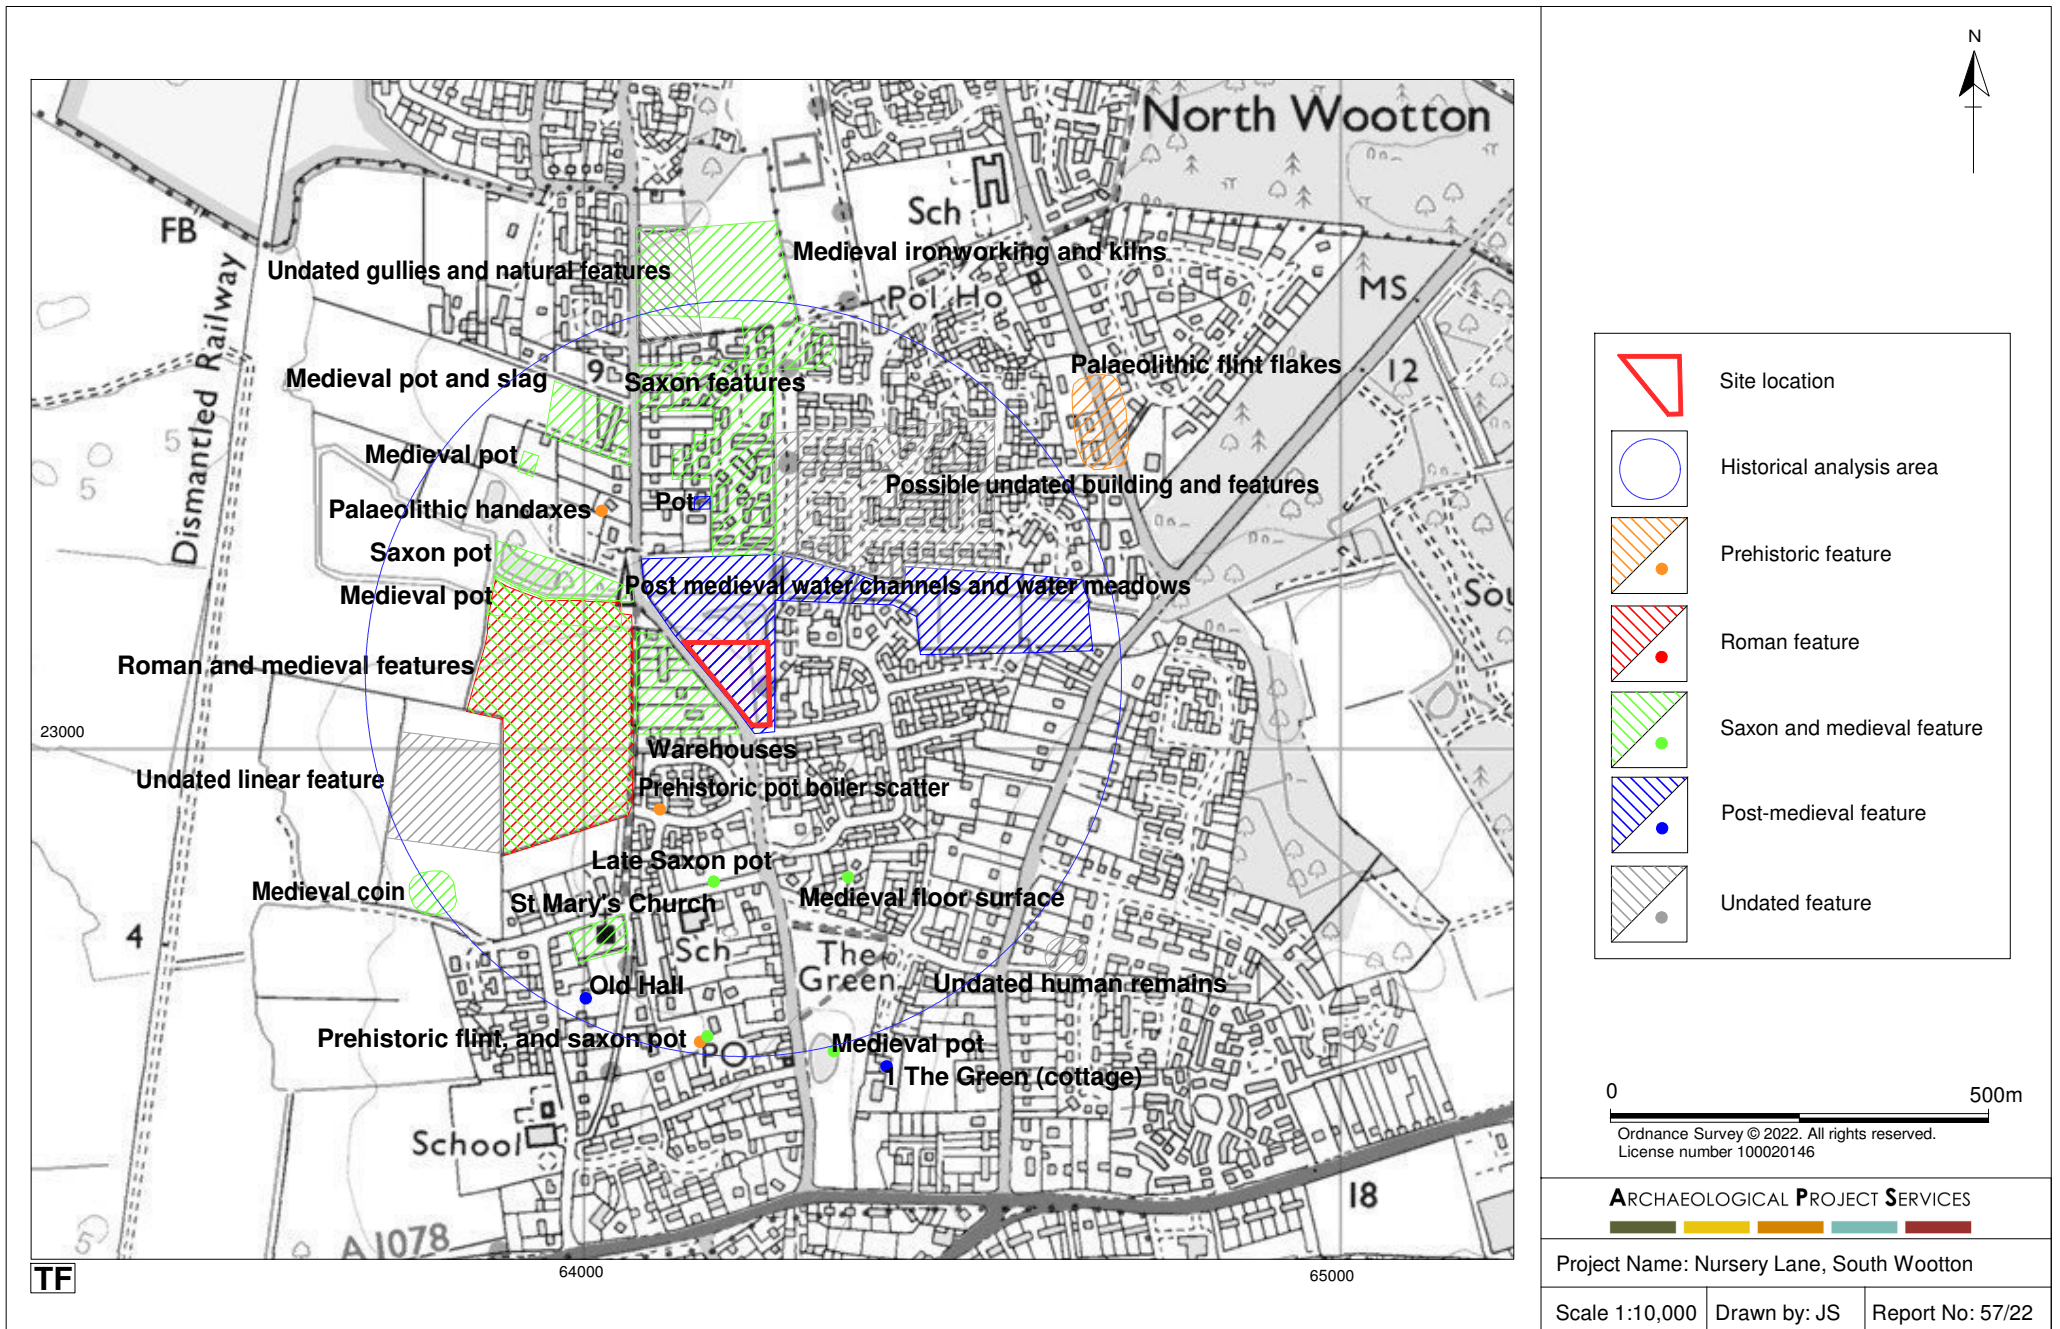 N
North Wootton
Sch
FB
Medieval ironworking and kilns
Undated gullies and natural features
MS
Pol Ho
Dismantled Railway
Palaeolithic flint flakes
Medieval pot and slag
9
Saxon features
12
5
Medieval pot
5
Possible undated building and features
Pot
Palaeolithic handaxes
Saxon pot
Post medieval water channels and water meadows
Medieval pot
Sou
Roman and medieval features
23000
Warehouses
Undated linear feature
Prehistoric pot boiler scatter
Late Saxon pot
Medieval coin
St Mary's Church
Medieval floor surface
4
Sch
The
Green
Old Hall
Undated human remains
Prehistoric flint, and saxon pot
PO
Medieval pot
1 The Green (cottage)
School
18
A1078
5
TF
64000
65000
Site location
Historical analysis area
Prehistoric feature
Roman feature
Saxon and medieval feature
Post-medieval feature
Undated feature
0
500m
Ordnance Survey © 2022. All rights reserved.
License number 100020146
ARCHAEOLOGICAL PROJECT SERVICES
Project Name: Nursery Lane, South Wootton
Scale 1:10,000
Drawn by: JS
Report No: 57/22